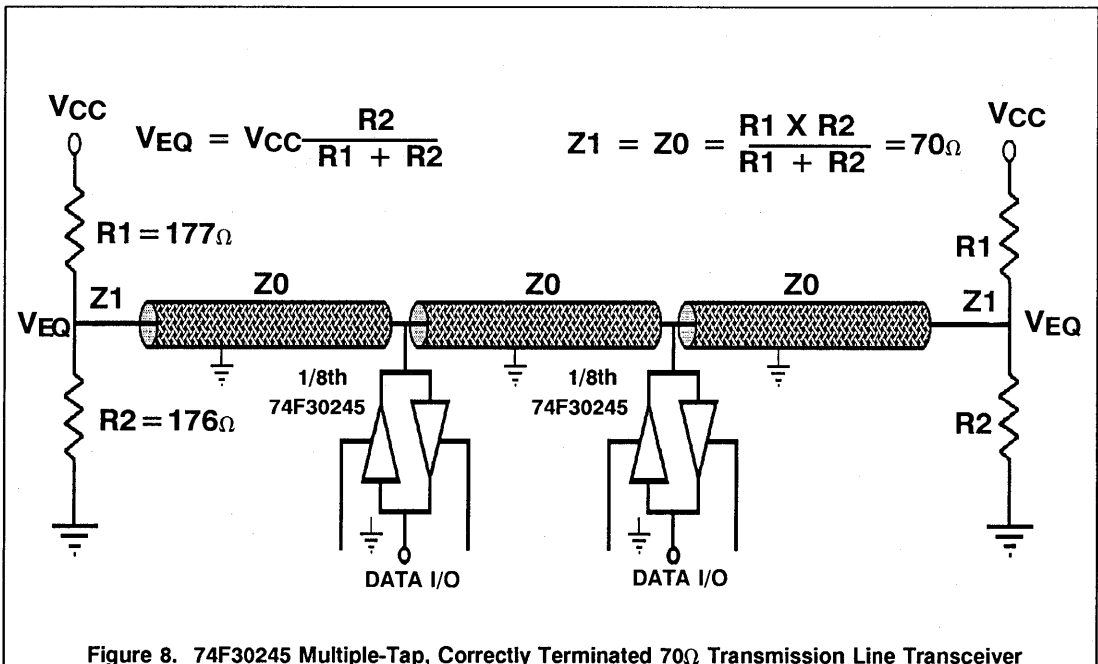 VCC
VEQ = VCC R2 / R1 + R2
Z1 = Z0 = R1 X R2 / R1 + R2 = 70Ω
VCC
R1 = 177Ω
R1
Z1
Z0
Z0
Z0
Z1
VEQ
VEQ
1/8th
74F30245
1/8th
74F30245
R2 = 176Ω
R2
DATA I/O
DATA I/O
Figure 8. 74F30245 Multiple-Tap, Correctly Terminated 70Ω Transmission Line Transceiver